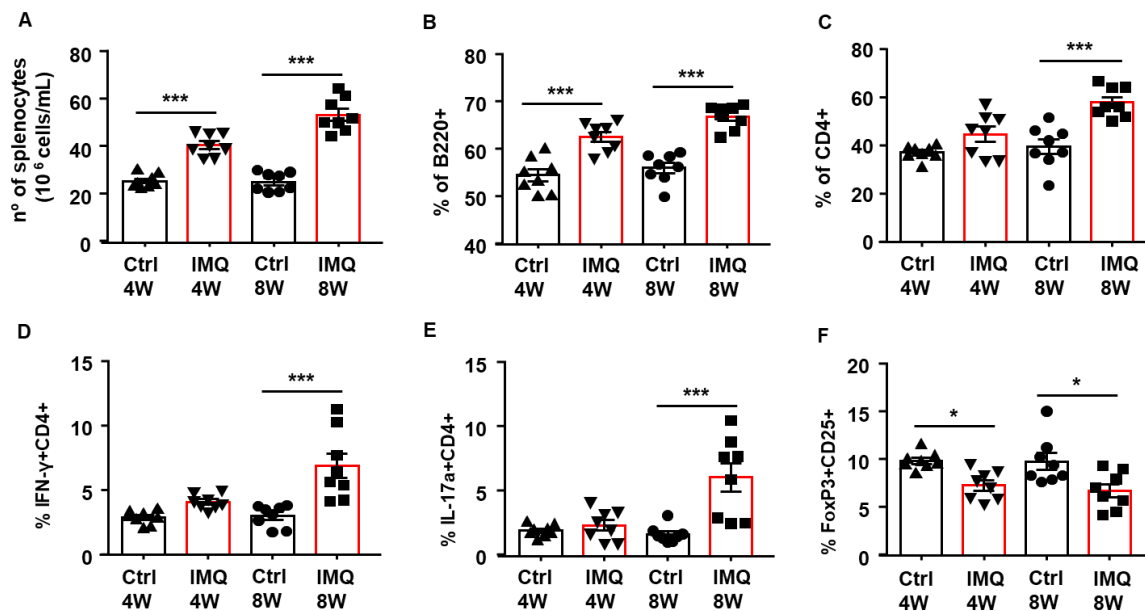 A
nº of splenocytes
(10 6 cells/mL)
80
60
40
20
0
***
***
Ctrl 4W
IMQ 4W
Ctrl 8W
IMQ 8W
B
% of B220+
80
70
60
50
40
***
***
Ctrl 4W
IMQ 4W
Ctrl 8W
IMQ 8W
C
% of CD4+
80
60
40
20
0
***
Ctrl 4W
IMQ 4W
Ctrl 8W
IMQ 8W
D
% IFN-γ+CD4+
15
10
5
0
***
Ctrl 4W
IMQ 4W
Ctrl 8W
IMQ 8W
E
% IL-17a+CD4+
15
10
5
0
***
Ctrl 4W
IMQ 4W
Ctrl 8W
IMQ 8W
F
% FoxP3+CD25+
25
20
15
10
5
0
*
*
Ctrl 4W
IMQ 4W
Ctrl 8W
IMQ 8W